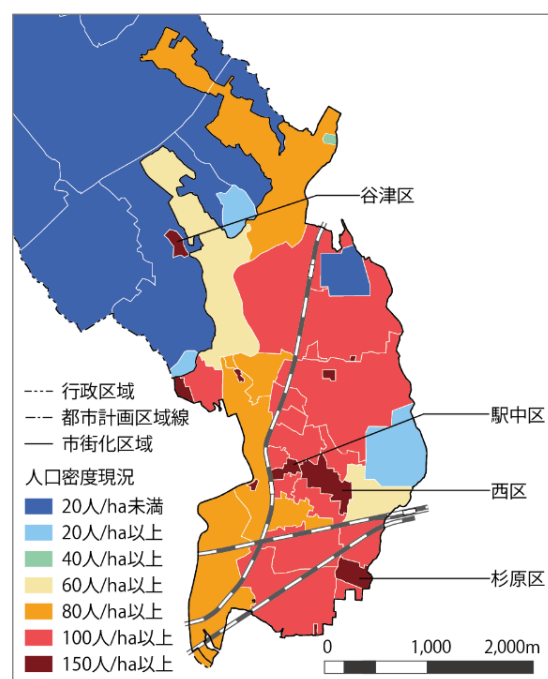 谷津区
駅中区
西区
杉原区
行政区域
都市計画区域線
市街化区域
人口密度現況
20人/ha未満
20人/ha以上
40人/ha以上
60人/ha以上
80人/ha以上
100人/ha以上
150人/ha以上
0 1,000 2,000m